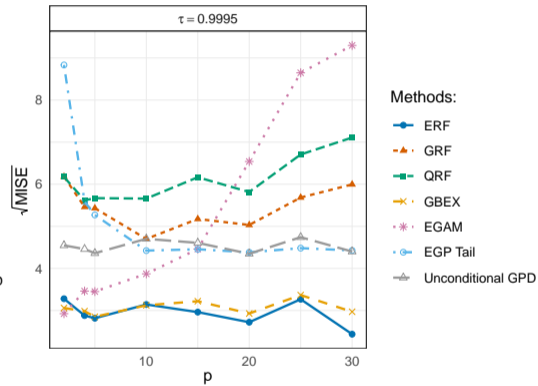 τ = 0.9995
√MISE
8
6
4
10
20
30
p
Methods:
ERF
GRF
QRF
GBEX
EGAM
EGP Tail
Unconditional GPD